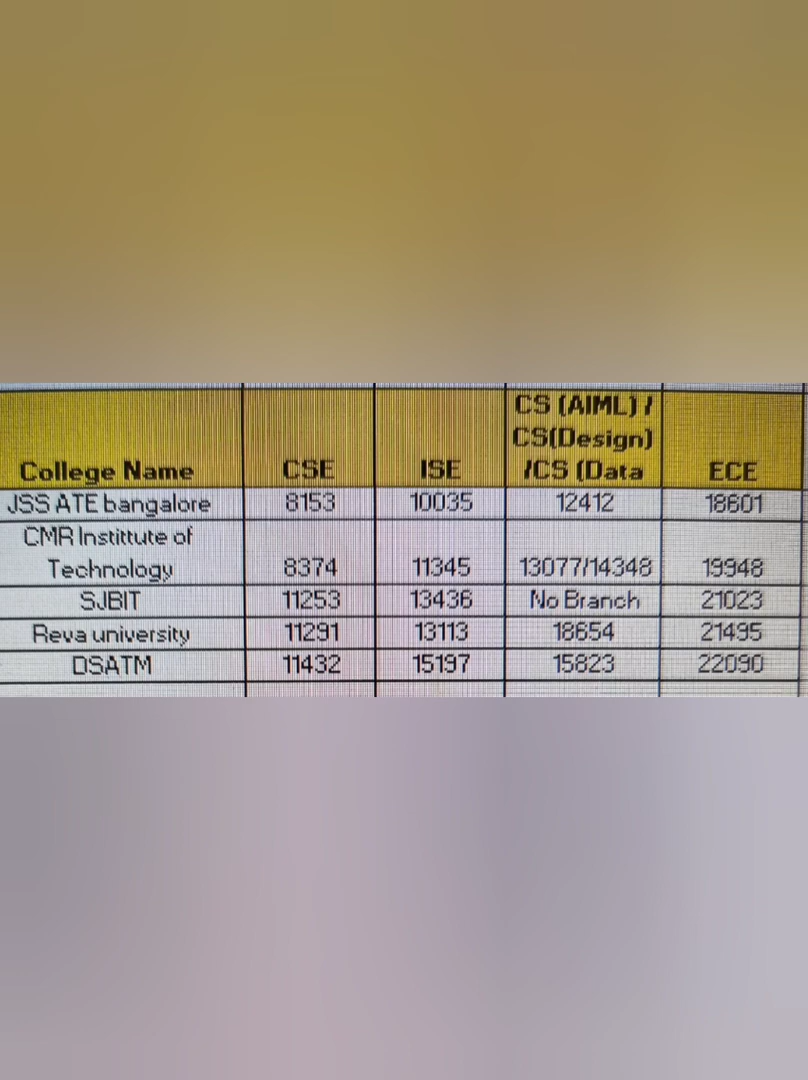 College Name CSE ISE CS (AIML) / CS(Design) /CS (Data ECE
JSS ATE bangalore 8153 10035 12412 18601
CMR Instittute of
Technology 8374 11345 13077/14348 19948
SJBIT 11253 13436 No Branch 21023
Reva university 11291 13113 18654 21495
DSATM 11432 15197 15823 22090